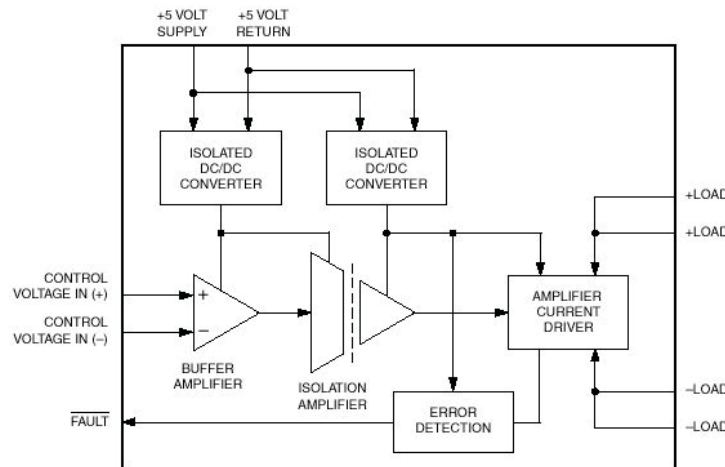 +5 VOLT
SUPPLY
+5 VOLT
RETURN
ISOLATED
DC/DC
CONVERTER
ISOLATED
DC/DC
CONVERTER
+LOAD
+LOAD
CONTROL
VOLTAGE IN (+)
+
CONTROL
VOLTAGE IN (–)
–
AMPLIFIER
CURRENT
DRIVER
BUFFER
AMPLIFIER
ISOLATION
AMPLIFIER
–LOAD
–LOAD
FAULT
ERROR
DETECTION